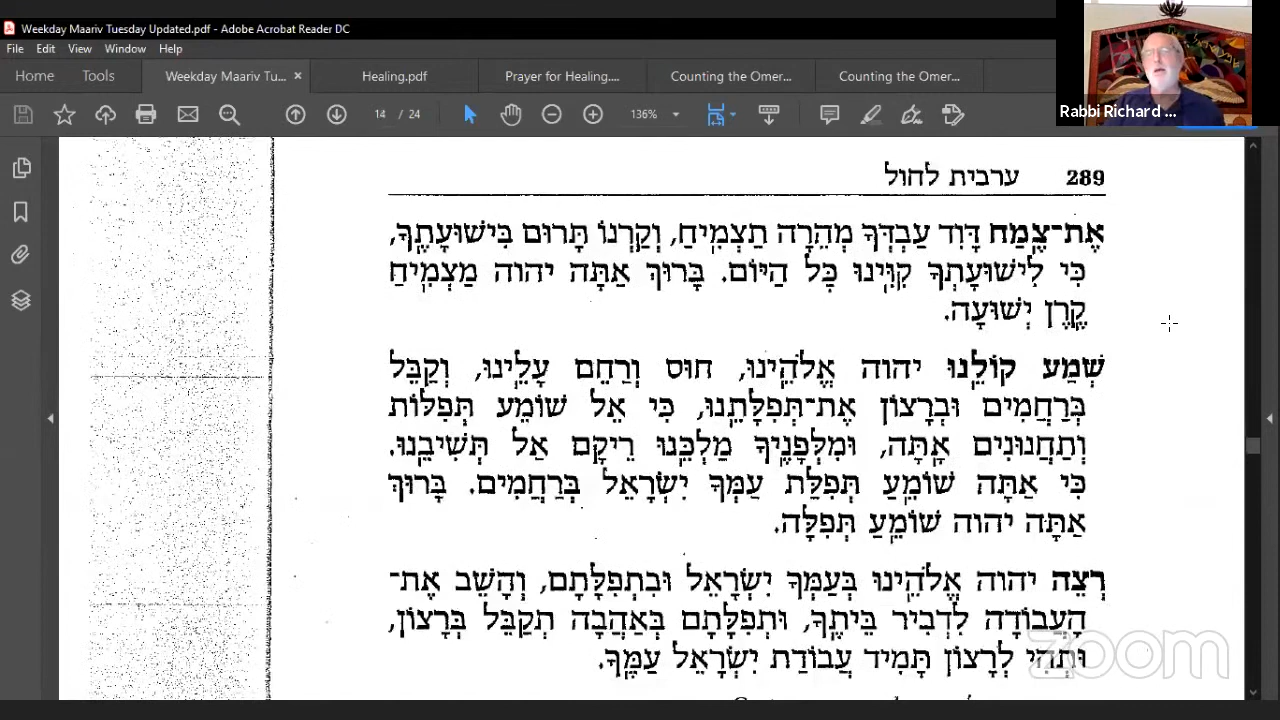 Weekday Maariv Tuesday Updated.pdf - Adobe Acrobat Reader DC
File Edit View Window Help
Home Tools Weekday Maariv Tu... × Healing.pdf Prayer for Healing.... Counting the Omer... Counting the Omer...
14 / 24 136%
Rabbi Richard ...
289 ערבית לחול
אֶת־צֶֽמַח דָּוִד עַבְדְּךָ מְהֵרָה תַצְמִֽיחַ, וְקַרְנוֹ תָּרוּם בִּישׁוּעָתֶֽךָ,
כִּי לִישׁוּעָתְךָ קִוִּֽינוּ כָּל הַיּוֹם. בָּרוּךְ אַתָּה יהוה מַצְמִֽיחַ
קֶֽרֶן יְשׁוּעָה.
שְׁמַע קוֹלֵֽנוּ יהוה אֱלֹהֵֽינוּ, חוּס וְרַחֵם עָלֵֽינוּ, וְקַבֵּל
בְּרַחֲמִים וּבְרָצוֹן אֶת־תְּפִלָּתֵֽנוּ, כִּי אֵל שׁוֹמֵֽעַ תְּפִלּוֹת
וְתַחֲנוּנִים אָֽתָּה, וּמִלְּפָנֶֽיךָ מַלְכֵּֽנוּ רֵיקָם אַל תְּשִׁיבֵֽנוּ.
כִּי אַתָּה שׁוֹמֵֽעַ תְּפִלַּת עַמְּךָ יִשְׂרָאֵל בְּרַחֲמִים. בָּרוּךְ
אַתָּה יהוה שׁוֹמֵֽעַ תְּפִלָּה.
רְצֵה יהוה אֱלֹהֵֽינוּ בְּעַמְּךָ יִשְׂרָאֵל וּבִתְפִלָּתָם, וְהָשֵׁב אֶת־
הָעֲבוֹדָה לִדְבִיר בֵּיתֶֽךָ, וּתְפִלָּתָם בְּאַהֲבָה תְקַבֵּל בְּרָצוֹן,
וּתְהִי לְרָצוֹן תָּמִיד עֲבוֹדַת יִשְׂרָאֵל עַמֶּֽךָ.
zoom